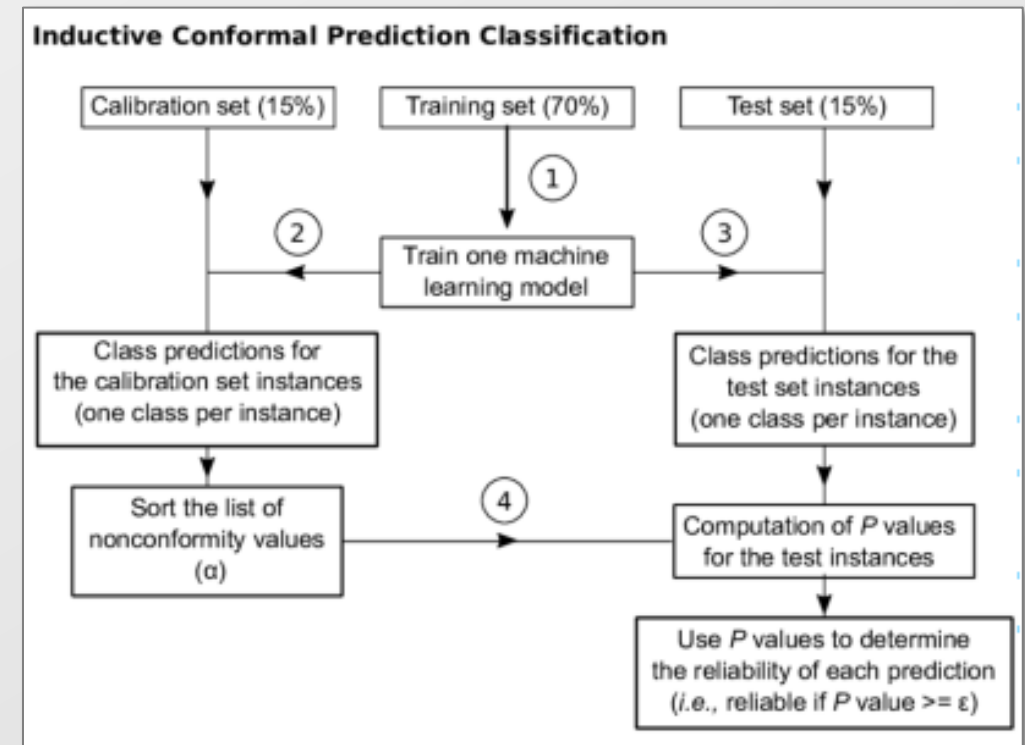 Inductive Conformal Prediction Classification
Calibration set (15%)
Training set (70%)
Test set (15%)
1
2
3
Train one machine
learning model
Class predictions for
the calibration set instances
(one class per instance)
Class predictions for the
test set instances
(one class per instance)
Sort the list of
nonconformity values
(α)
4
Computation of P values
for the test instances
Use P values to determine
the reliability of each prediction
(i.e., reliable if P value >= ε)